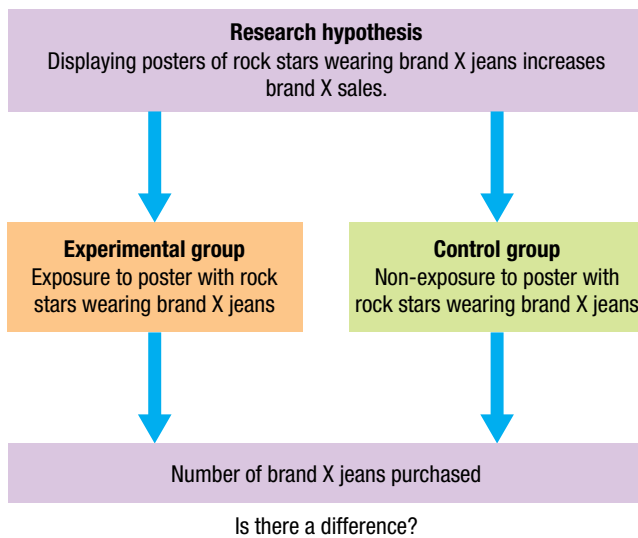 Research hypothesis
Displaying posters of rock stars wearing brand X jeans increases
brand X sales.
Experimental group
Exposure to poster with rock
stars wearing brand X jeans
Control group
Non-exposure to poster with
rock stars wearing brand X jeans
Number of brand X jeans purchased
Is there a difference?